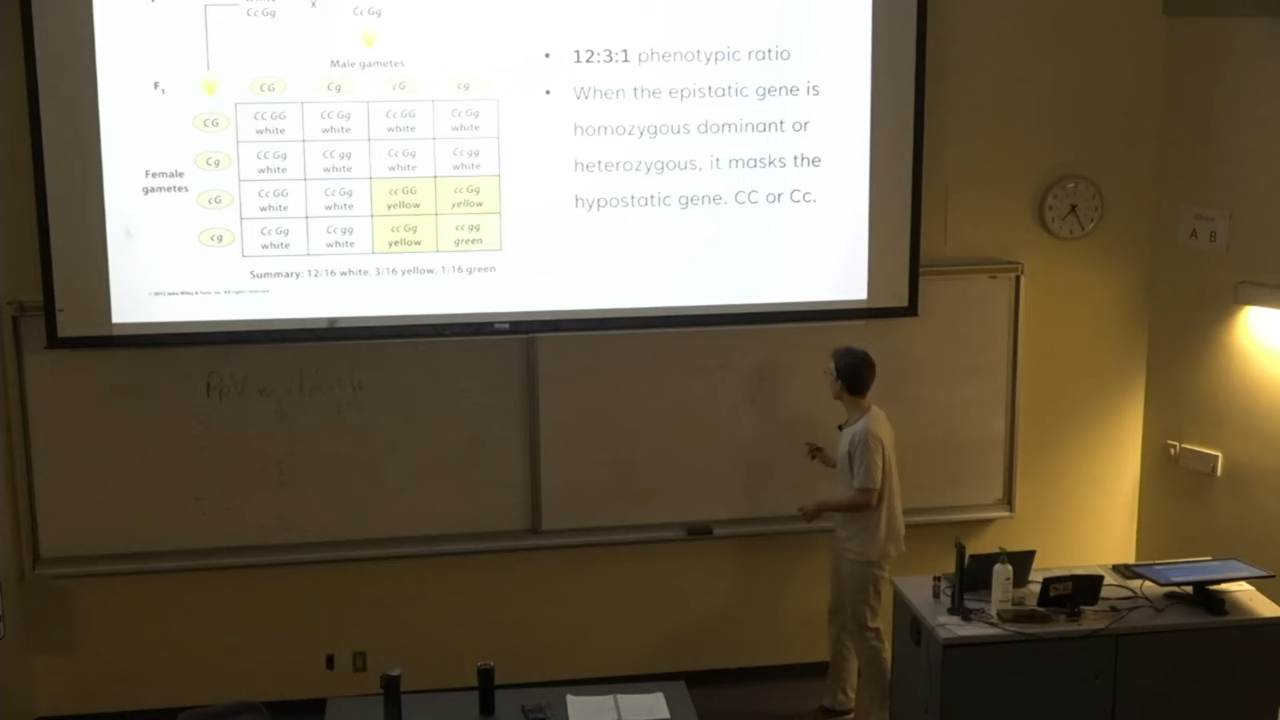 Cc Gg x Cc Gg
Male gametes
F1 CG Cg cG cg
CG CC GG white CC Gg white Cc GG white Cc Gg white
Cg CC Gg white CC gg white Cc Gg white Cc gg white
Female gametes
cG Cc GG white Cc Gg white cc GG yellow cc Gg yellow
cg Cc Gg white Cc gg white cc Gg yellow cc gg green
Summary: 12/16 white, 3/16 yellow, 1/16 green
• 12:3:1 phenotypic ratio
• When the epistatic gene is
homozygous dominant or
heterozygous, it masks the
hypostatic gene. CC or Cc.
A B